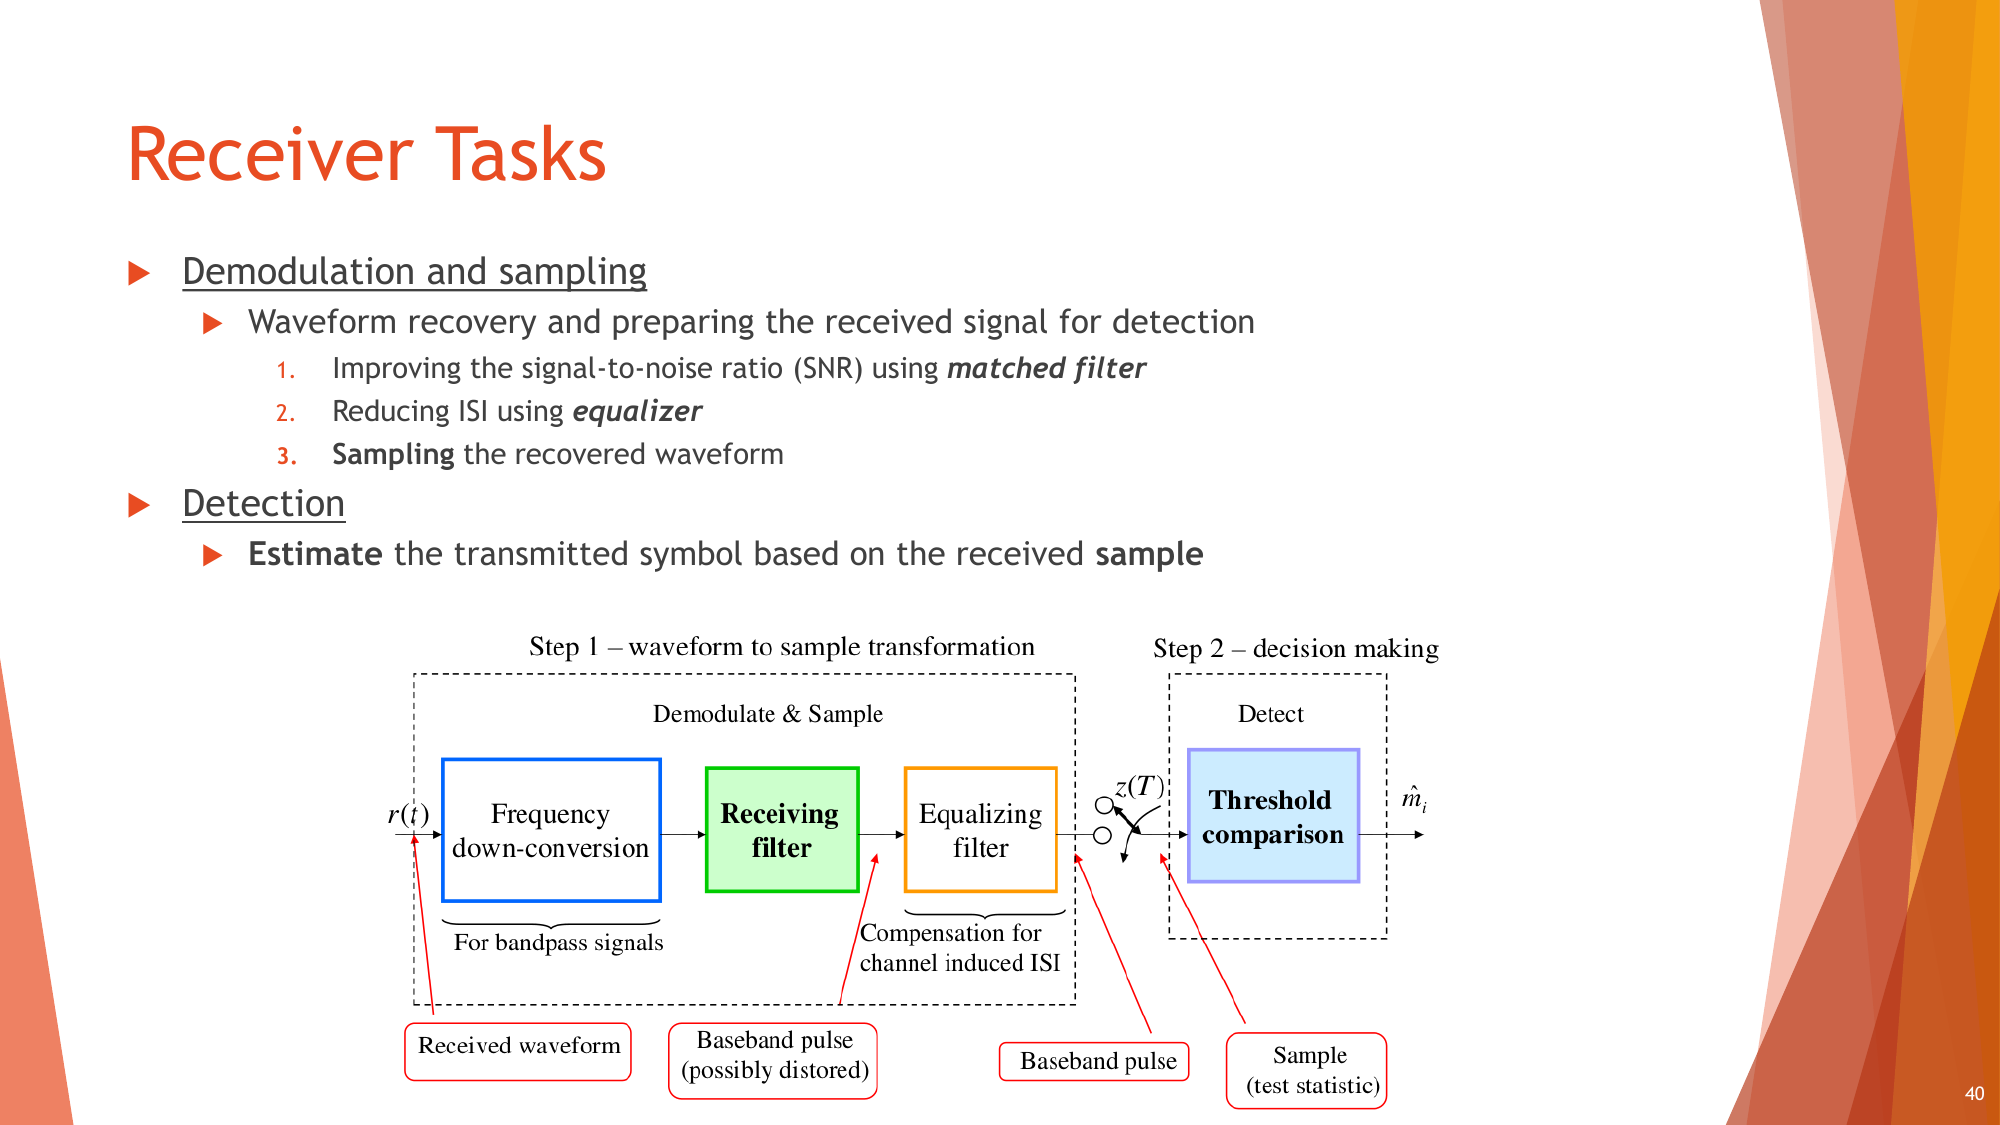 Receiver Tasks
Demodulation and sampling
Waveform recovery and preparing the received signal for detection
1. Improving the signal-to-noise ratio (SNR) using matched filter
2. Reducing ISI using equalizer
3. Sampling the recovered waveform
Detection
Estimate the transmitted symbol based on the received sample
Step 1 – waveform to sample transformation
Step 2 – decision making
Demodulate & Sample
Detect
r(t)
Frequency
down-conversion
Receiving
filter
Equalizing
filter
z(T)
Threshold
comparison
m̂ᵢ
For bandpass signals
Compensation for
channel induced ISI
Received waveform
Baseband pulse
(possibly distored)
Baseband pulse
Sample
(test statistic)
40